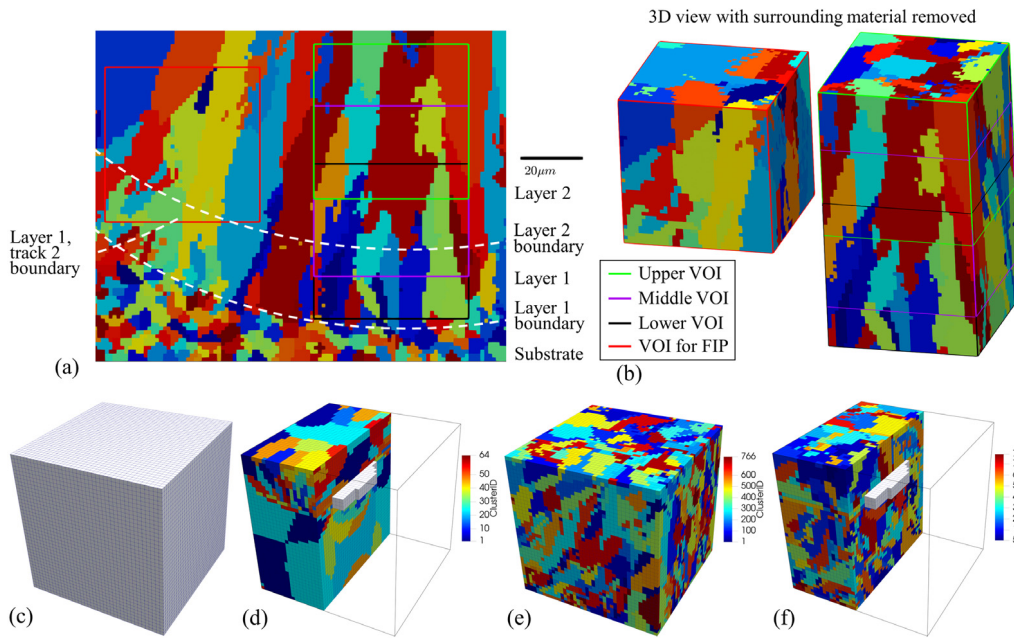 3D view with surrounding material removed
20μm
Layer 2
Layer 2
boundary
Layer 1
Layer 1
boundary
Substrate
Layer 1,
track 2
boundary
(a)
Upper VOI
Middle VOI
Lower VOI
VOI for FIP
(b)
(c)
(d)
64
50
40
30
20
10
1
ClusterID
(e)
766
600
500
400
300
200
100
1
ClusterID
(f)